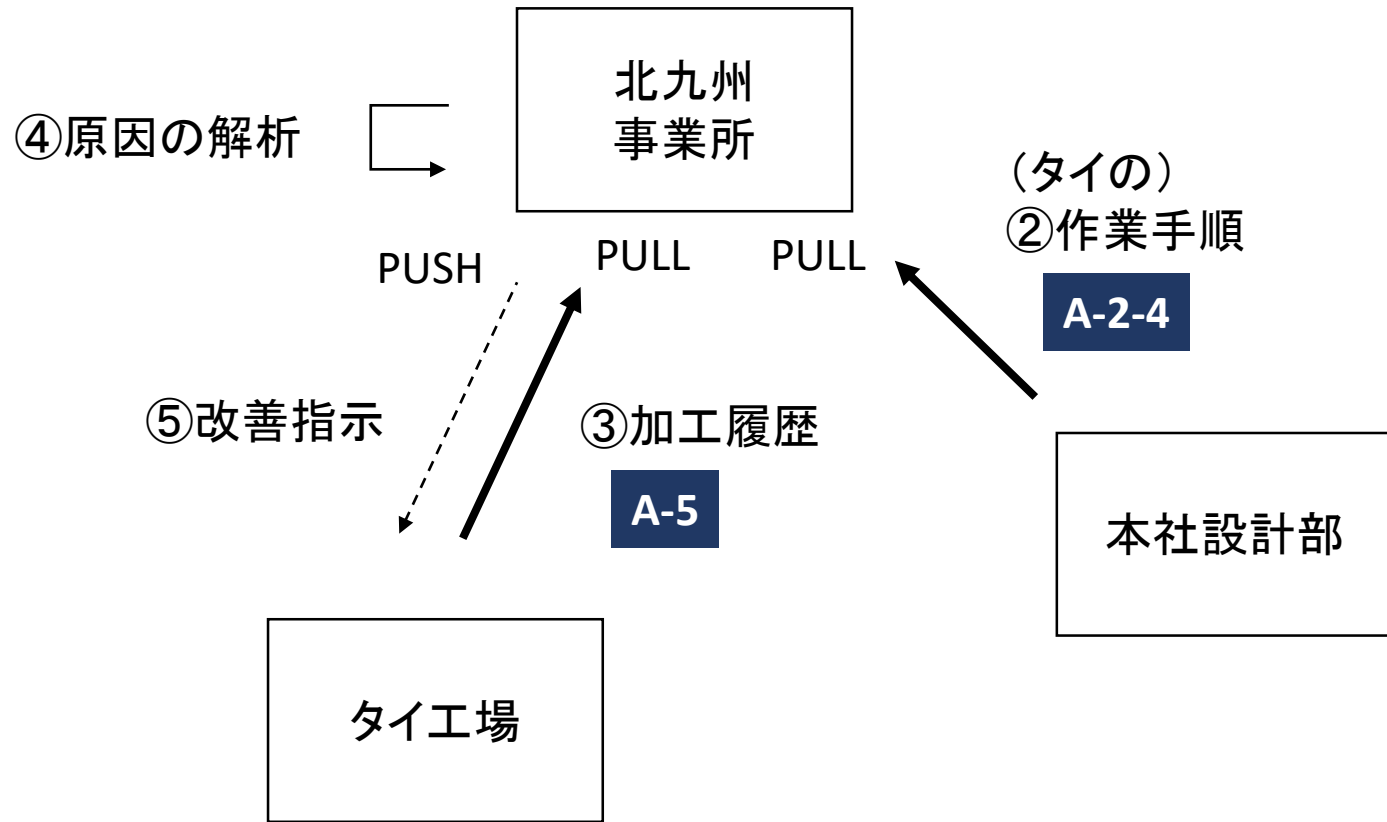 北九州
事業所
④原因の解析
（タイの）
②作業手順
PUSH
PULL
PULL
A-2-4
⑤改善指示
③加工履歴
A-5
本社設計部
タイ工場